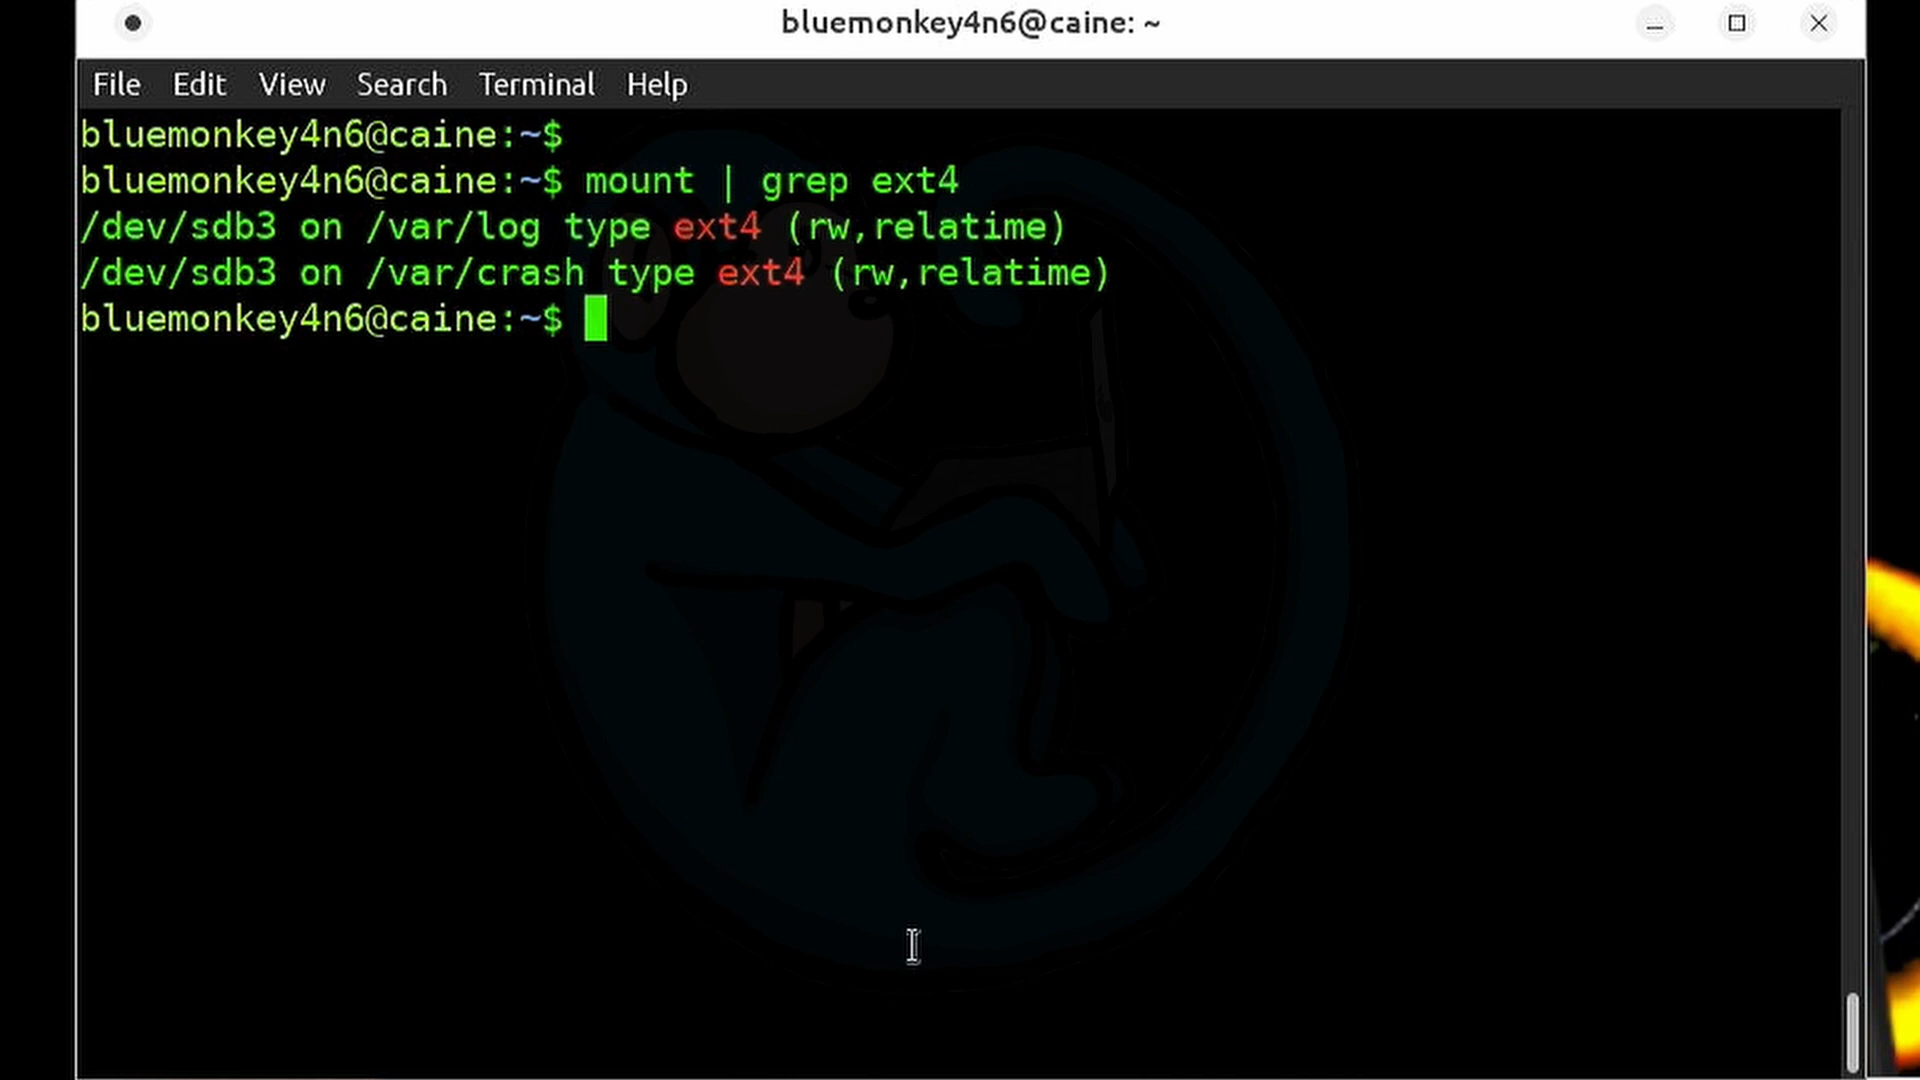 bluemonkey4n6@caine: ~
File Edit View Search Terminal Help
bluemonkey4n6@caine:~$
bluemonkey4n6@caine:~$ mount | grep ext4
/dev/sdb3 on /var/log type ext4 (rw,relatime)
/dev/sdb3 on /var/crash type ext4 (rw,relatime)
bluemonkey4n6@caine:~$